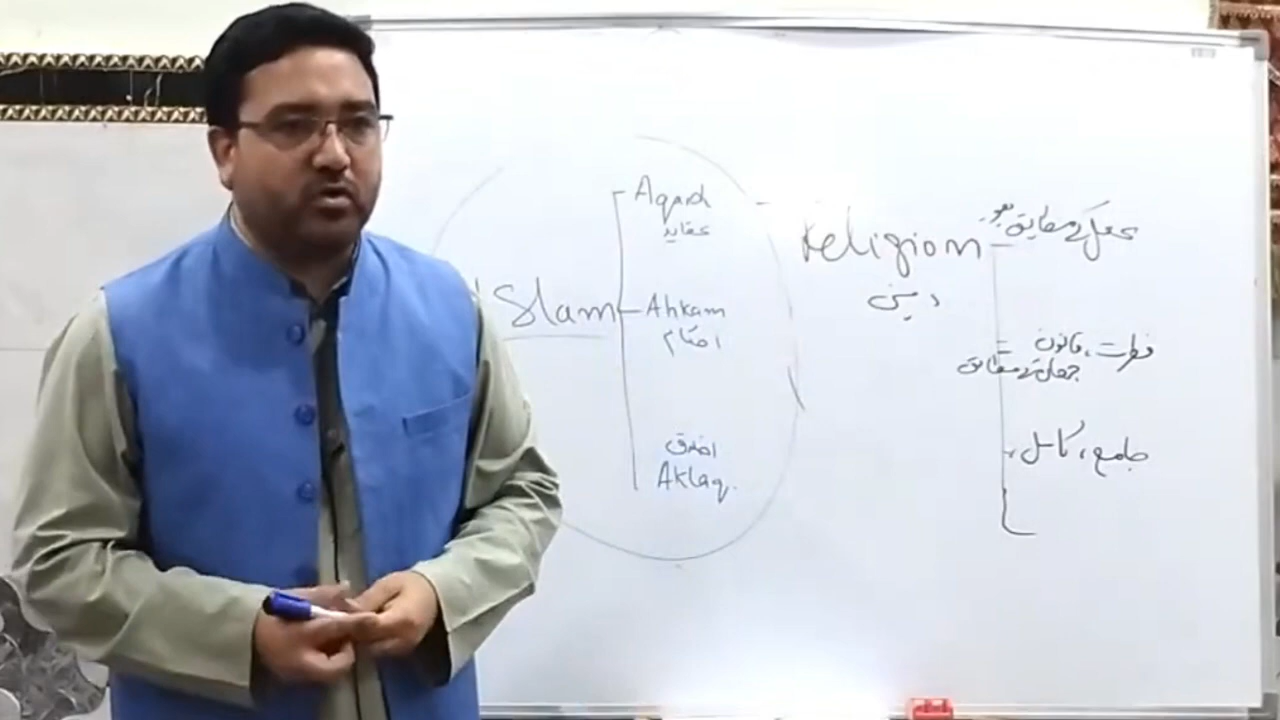 Aqaid
عقاید
Islam
Ahkam
احکام
اخلاق
Aklaq.
Religion
دین
عقل کے مطابق ہو
فطرت، قانون
کے مطابق
جامع، کامل،